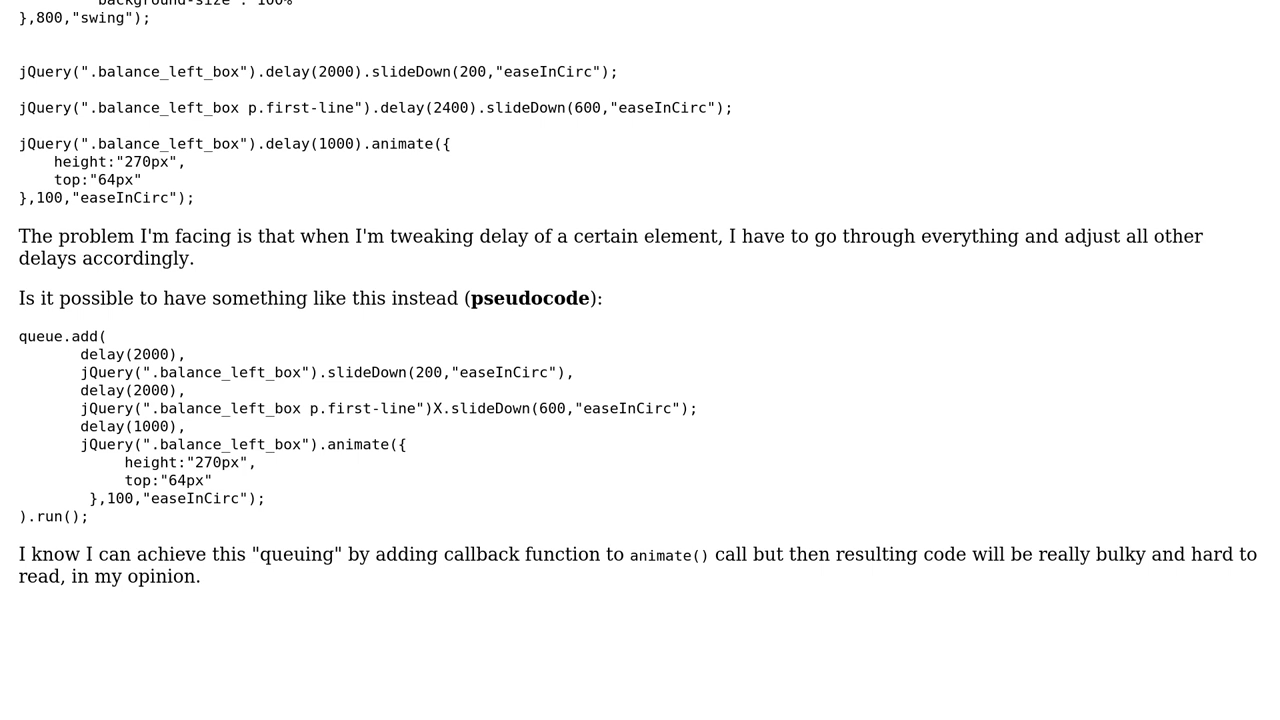 "background-size": "100%"
},800,"swing");
jQuery(".balance_left_box").delay(2000).slideDown(200,"easeInCirc");
jQuery(".balance_left_box p.first-line").delay(2400).slideDown(600,"easeInCirc");
jQuery(".balance_left_box").delay(1000).animate({
    height:"270px",
    top:"64px"
},100,"easeInCirc");
The problem I'm facing is that when I'm tweaking delay of a certain element, I have to go through everything and adjust all other
delays accordingly.
Is it possible to have something like this instead (pseudocode):
queue.add(
       delay(2000),
       jQuery(".balance_left_box").slideDown(200,"easeInCirc"),
       delay(2000),
       jQuery(".balance_left_box p.first-line")X.slideDown(600,"easeInCirc");
       delay(1000),
       jQuery(".balance_left_box").animate({
            height:"270px",
            top:"64px"
        },100,"easeInCirc");
).run();
I know I can achieve this "queuing" by adding callback function to animate() call but then resulting code will be really bulky and hard to
read, in my opinion.